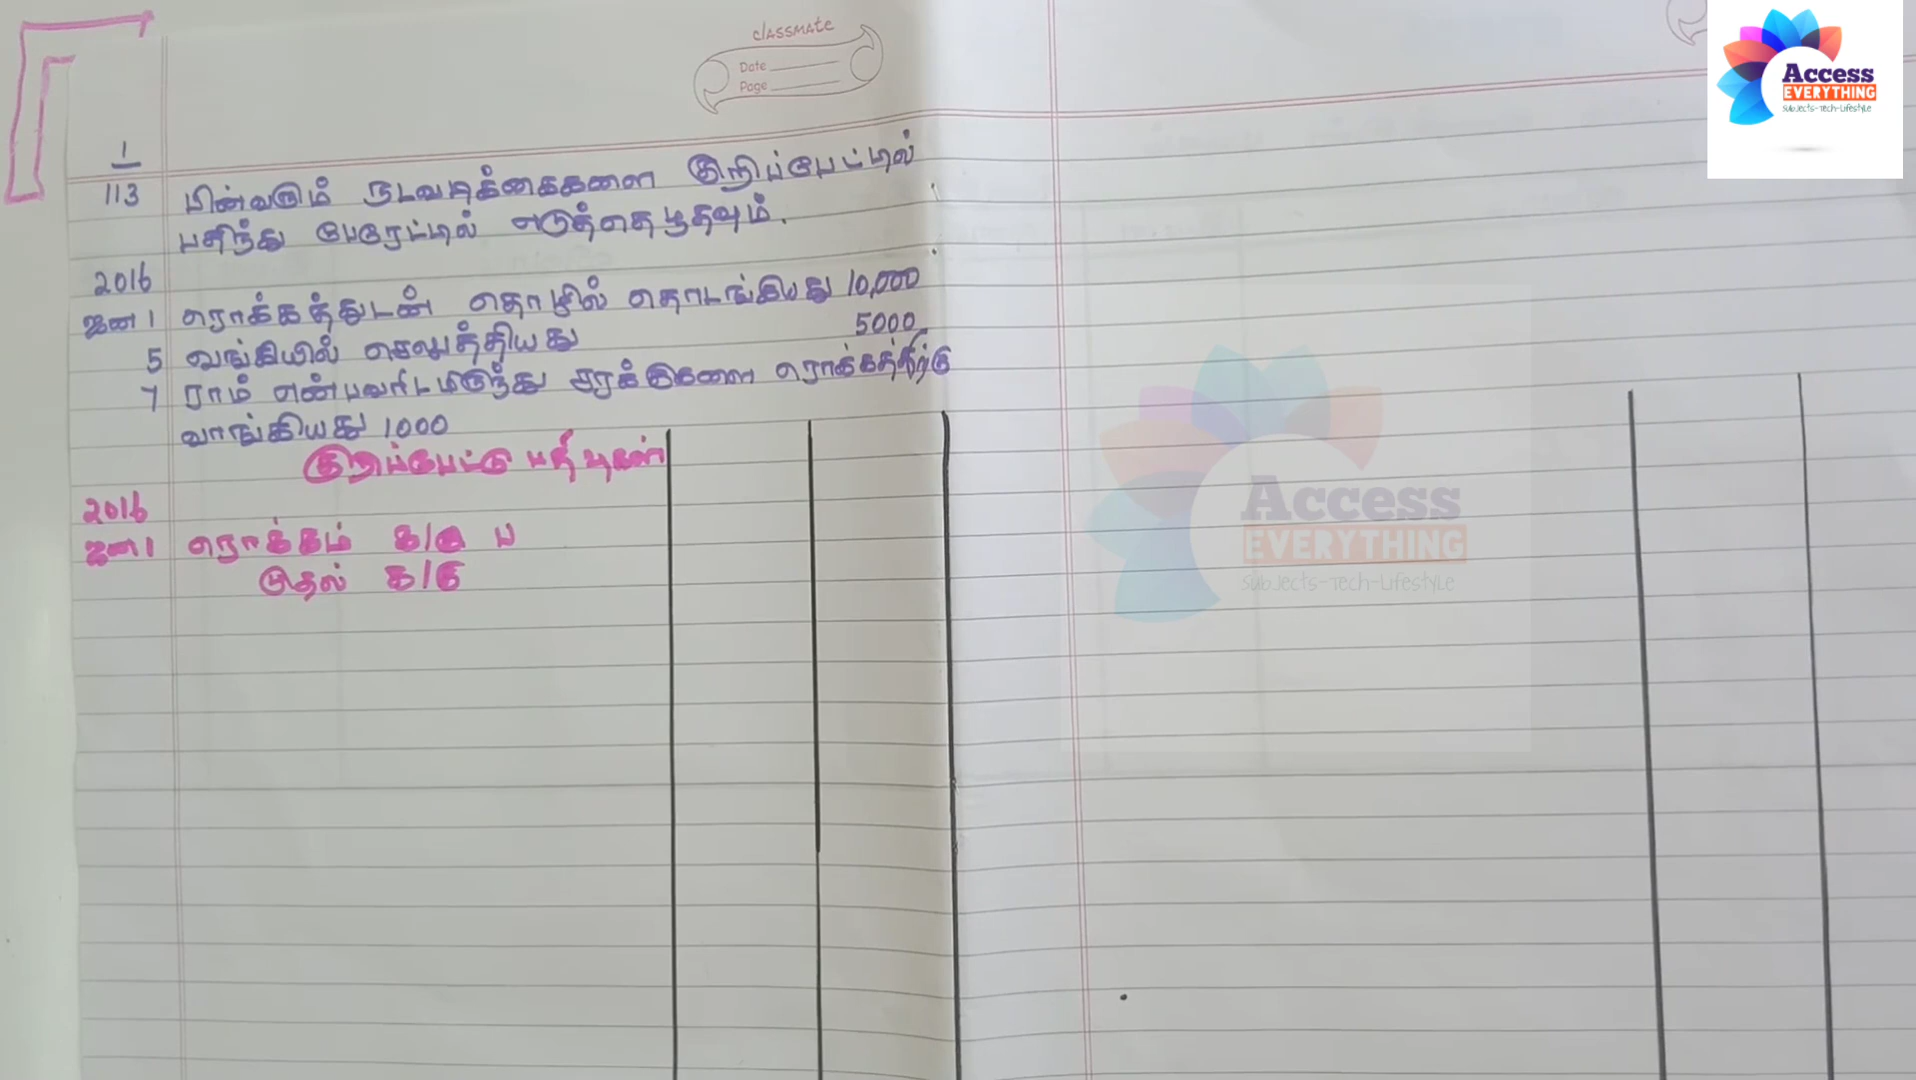 classmate
Date
Page
Access
EVERYTHING
Subjects-Tech-Lifestyle
1
113 பின்வரும் நடவடிக்கைகளை குறிப்பேட்டில்
பதிந்து பேரேட்டில் எடுத்தெழுதவும்.
2016
ஜன 1 ரொக்கத்துடன் தொழில் தொடங்கியது 10,000
5 வங்கியில் செலுத்தியது 5000
7 ராம் என்பவரிடமிருந்து சரக்குகளை ரொக்கத்திற்கு
வாங்கியது 1000
குறிப்பேட்டு பதிவுகள்
2016
ஜன 1 ரொக்கம் க/கு ப
முதல் க/கு
Access
EVERYTHING
Subjects-Tech-Lifestyle